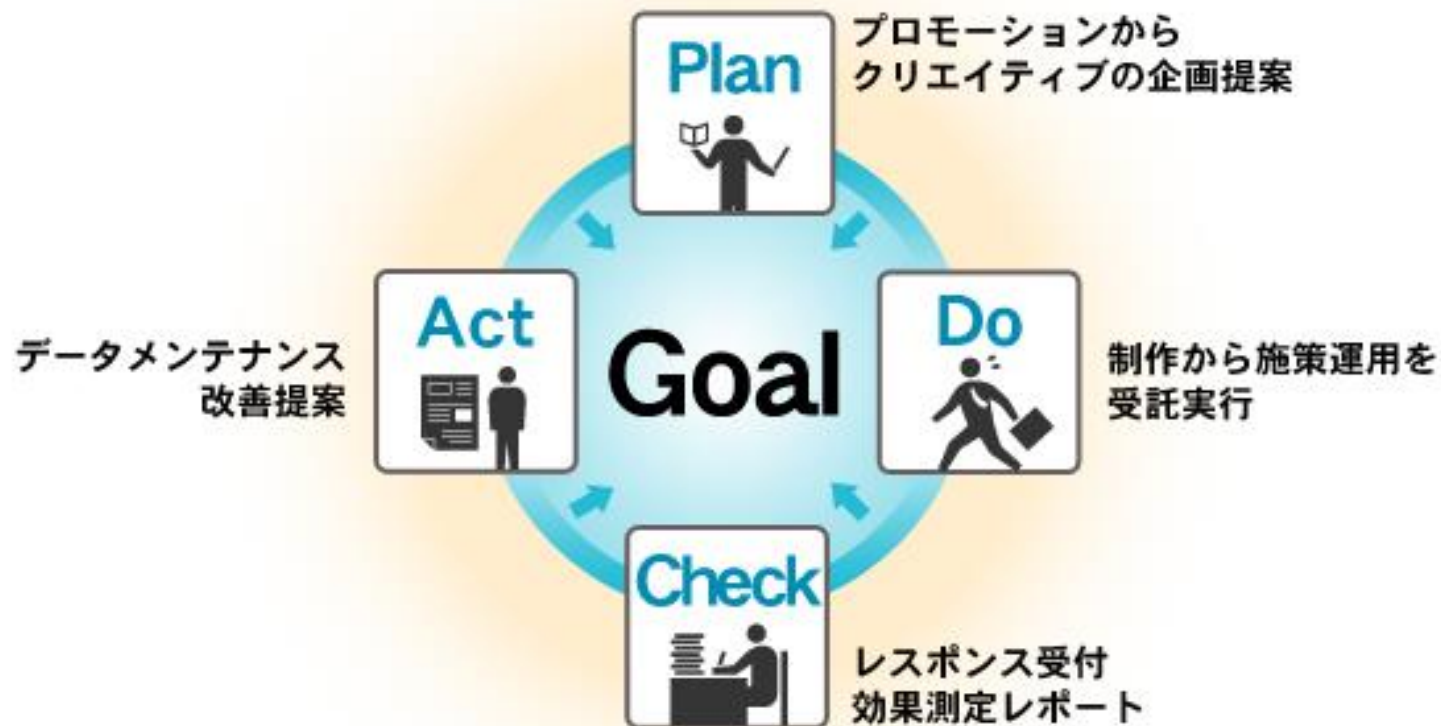 Plan
プロモーションから
クリエイティブの企画提案
Act
データメンテナンス
改善提案
Goal
Do
制作から施策運用を
受託実行
Check
レスポンス受付
効果測定レポート